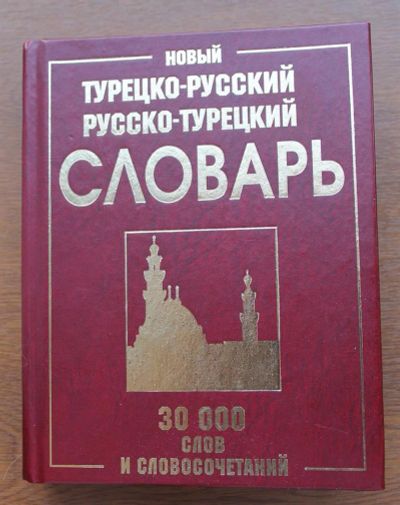 НОВЫЙ
ТУРЕЦКО-РУССКИЙ
РУССКО-ТУРЕЦКИЙ
СЛОВАРЬ
30 000
СЛОВ
И СЛОВОСОЧЕТАНИЙ